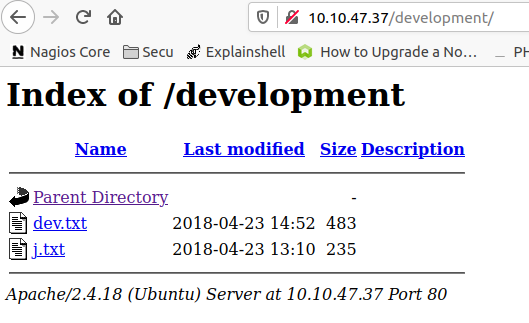 10.10.47.37/development/
Nagios Core Secu Explainshell How to Upgrade a No… PH
Index of /development
Name Last modified Size Description
Parent Directory -
dev.txt 2018-04-23 14:52 483
j.txt 2018-04-23 13:10 235
Apache/2.4.18 (Ubuntu) Server at 10.10.47.37 Port 80